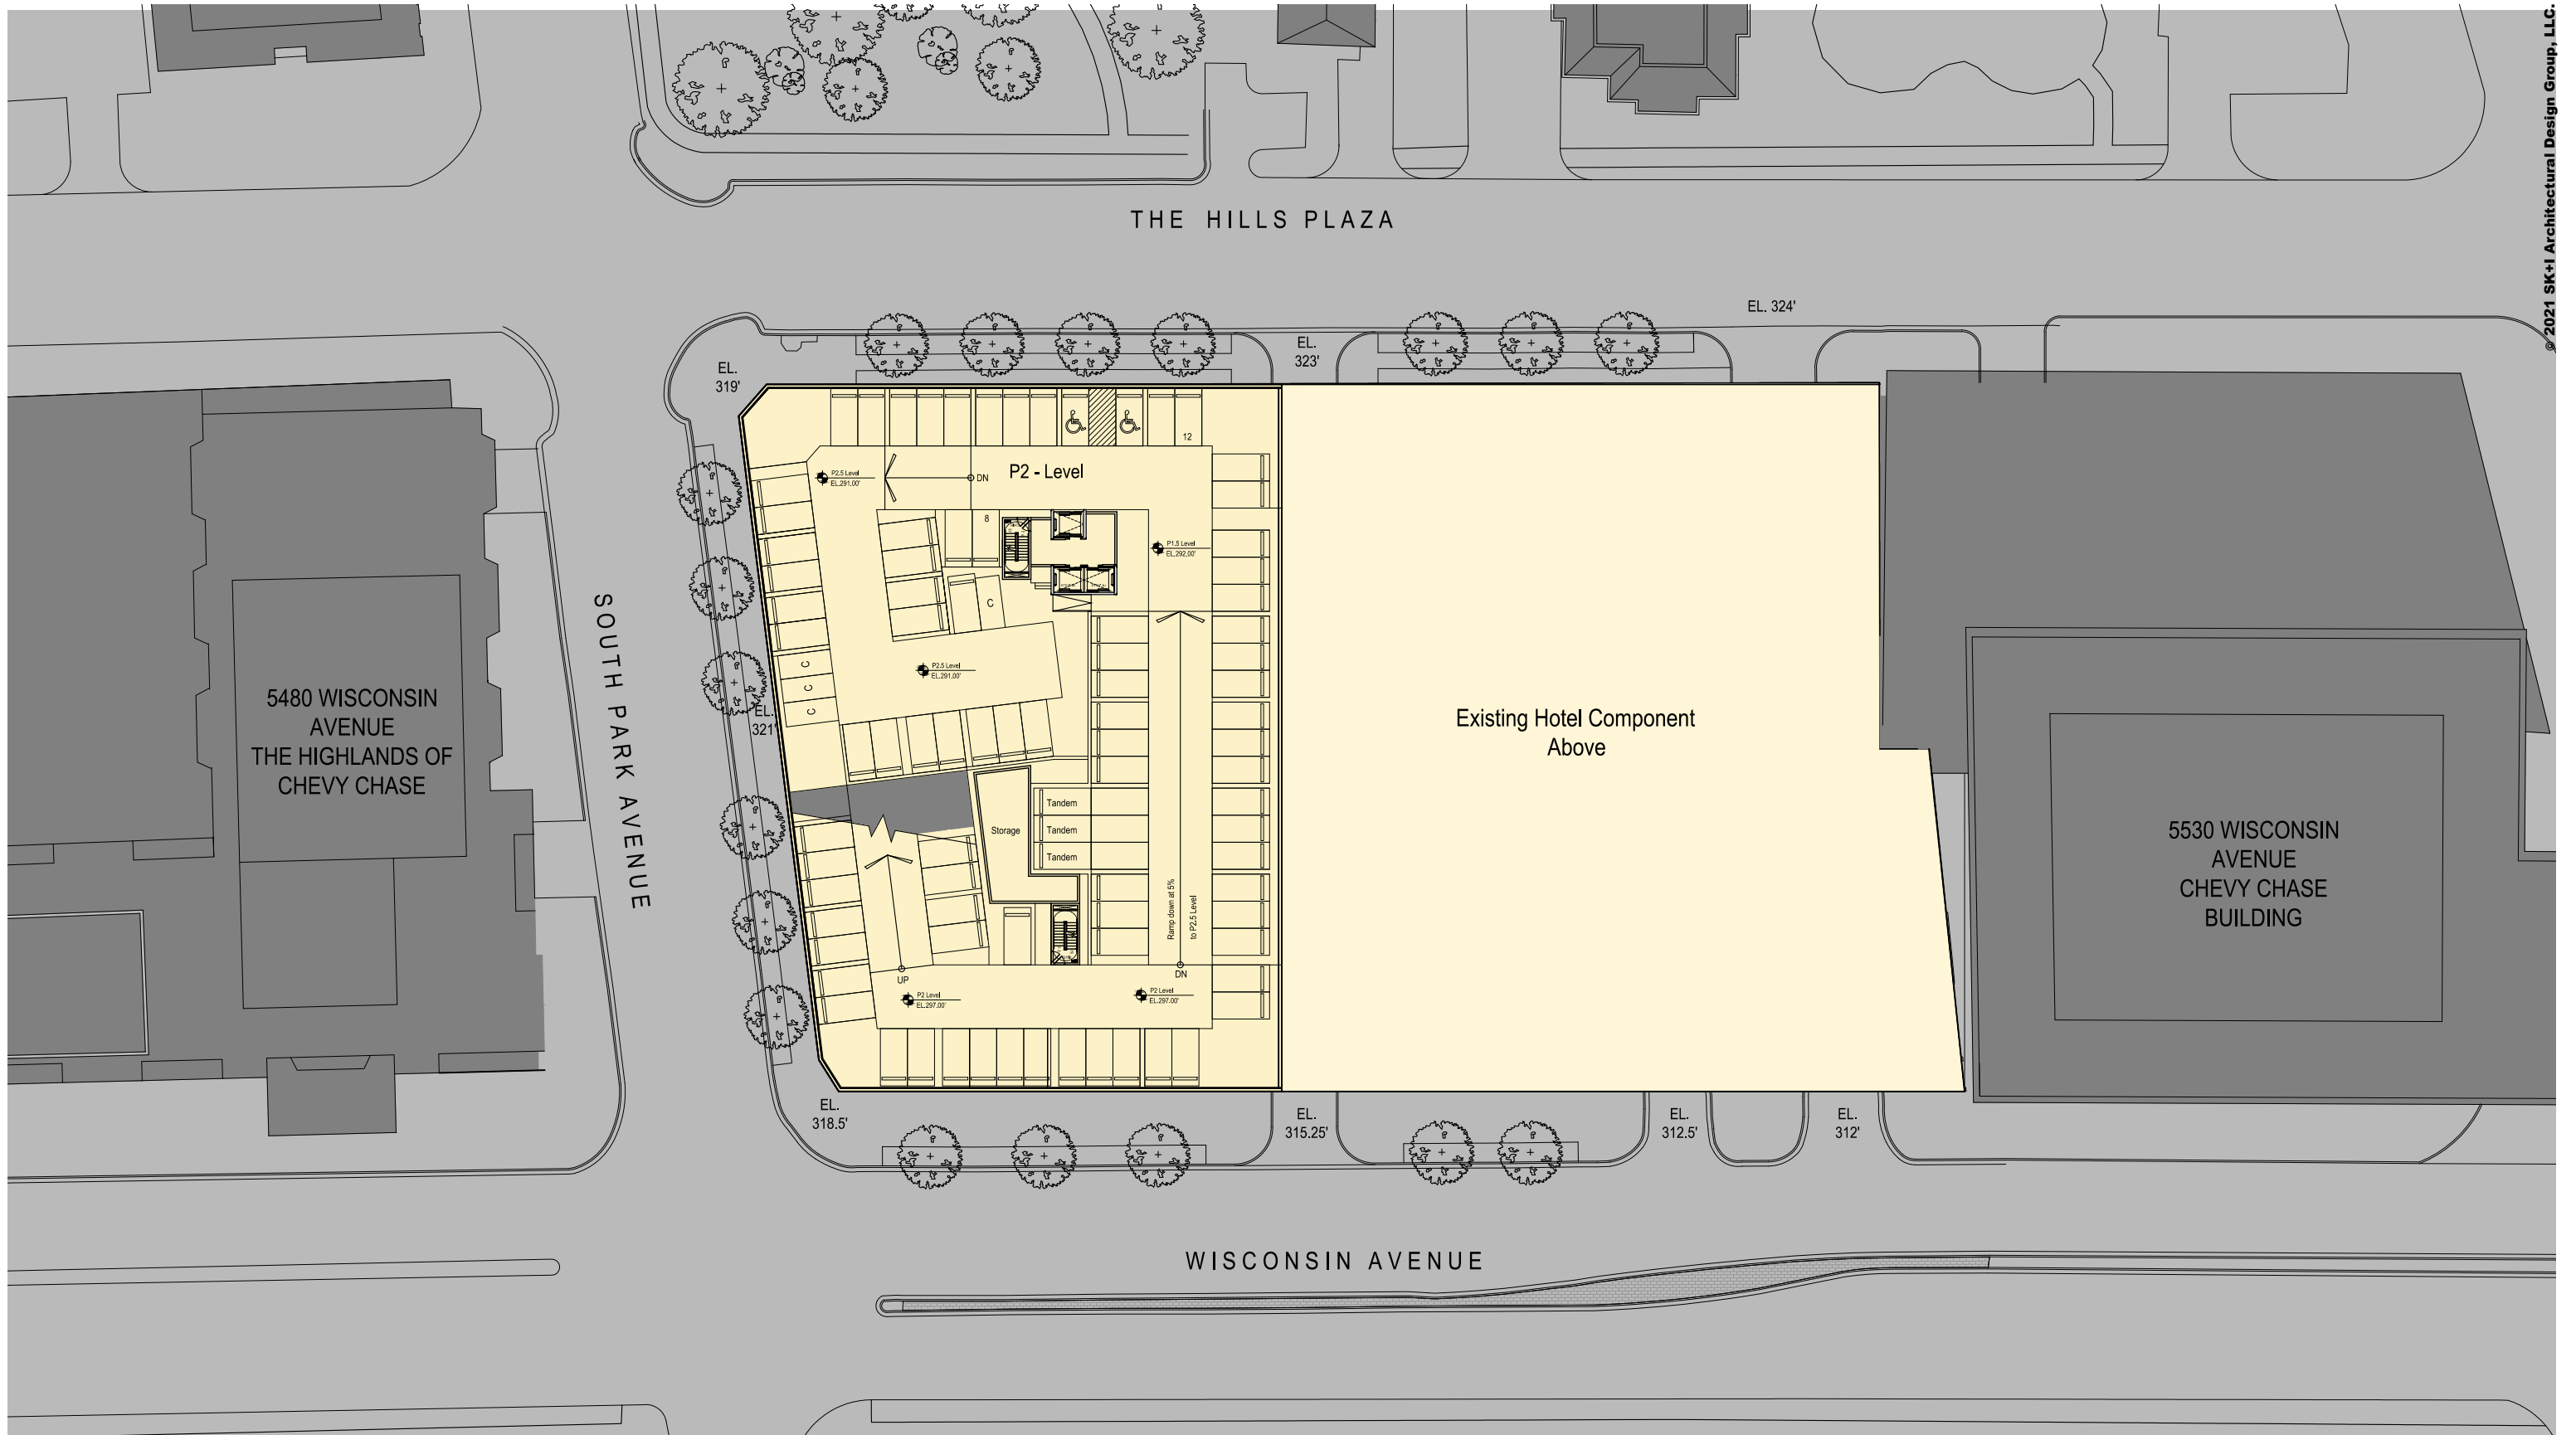 © 2021 SK+I Architectural Design Group, LLC.
THE HILLS PLAZA
EL. 324'
EL.
323'
EL.
319'
12
P2 - Level
P2.5 Level
EL.291.00'
DN
8
P1.5 Level
EL.292.00'
C
C
C
C
P2.5 Level
EL.291.00'
EL.
321'
SOUTH PARK AVENUE
5480 WISCONSIN
AVENUE
THE HIGHLANDS OF
CHEVY CHASE
Existing Hotel Component
Above
Tandem
Tandem
Tandem
Storage
5530 WISCONSIN
AVENUE
CHEVY CHASE
BUILDING
Ramp down at 5%
to P2.5 Level
UP
DN
P2 Level
EL.297.00'
P2 Level
EL.297.00'
EL.
318.5'
EL.
315.25'
EL.
312.5'
EL.
312'
WISCONSIN AVENUE